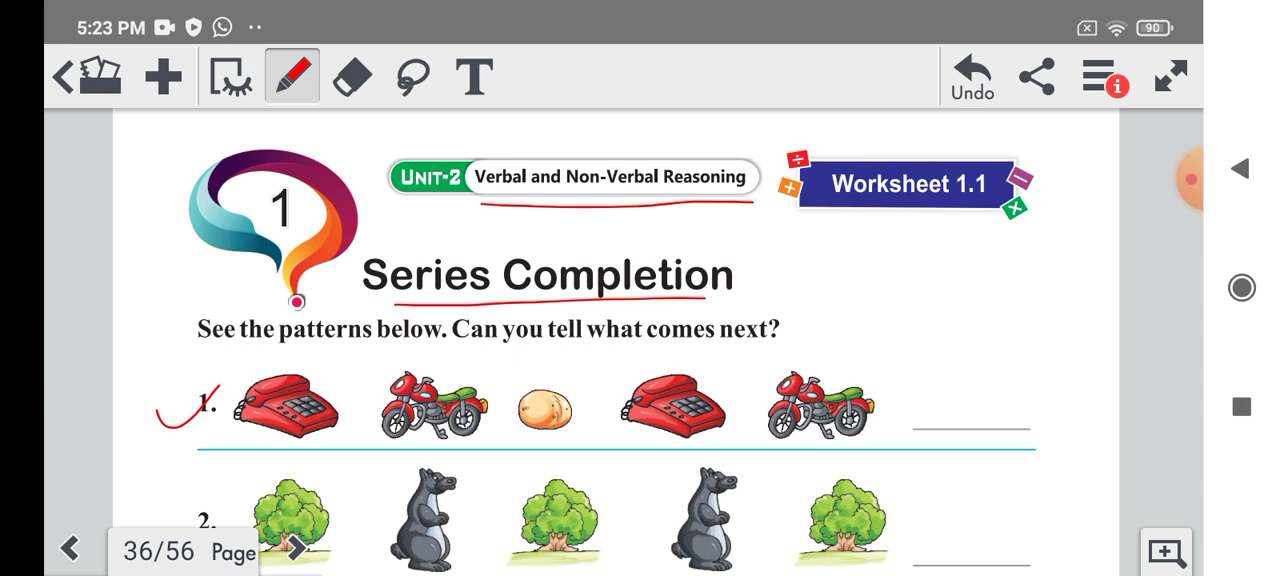 5:23 PM
90
T
Undo
i
1
UNIT-2 Verbal and Non-Verbal Reasoning
Worksheet 1.1
Series Completion
See the patterns below. Can you tell what comes next?
1.
2.
36/56 Page